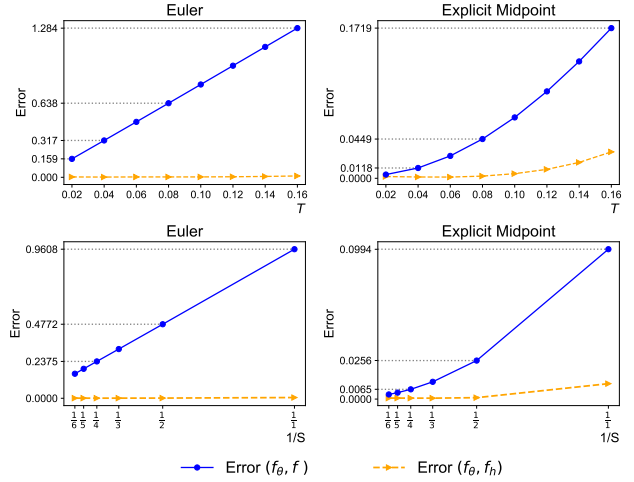 Euler
Explicit Midpoint
1.284
0.638
0.317
0.159
0.000
Error
0.02 0.04 0.06 0.08 0.10 0.12 0.14 0.16
T
0.1719
0.0449
0.0118
0.0000
Error
0.02 0.04 0.06 0.08 0.10 0.12 0.14 0.16
T
Euler
Explicit Midpoint
0.9608
0.4772
0.2375
0.0000
Error
1/6 1/5 1/4 1/3 1/2 1/1
1/S
0.0994
0.0256
0.0065
0.0000
Error
1/6 1/5 1/4 1/3 1/2 1/1
1/S
Error (f_θ, f)
Error (f_θ, f_h)